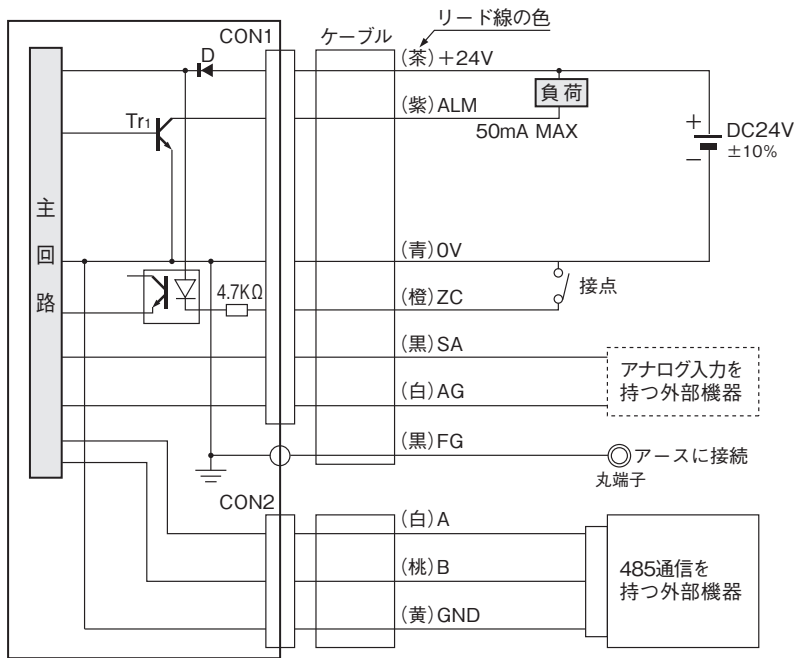 リード線の色
CON1
ケーブル
D
(茶)+24V
負荷
(紫)ALM
50mA MAX
Tr1
+
DC24V
±10%
−
主回路
(青)0V
4.7KΩ
(橙)ZC
接点
(黒)SA
アナログ入力を
持つ外部機器
(白)AG
(黒)FG
アースに接続
丸端子
CON2
(白)A
(桃)B
485通信を
持つ外部機器
(黄)GND